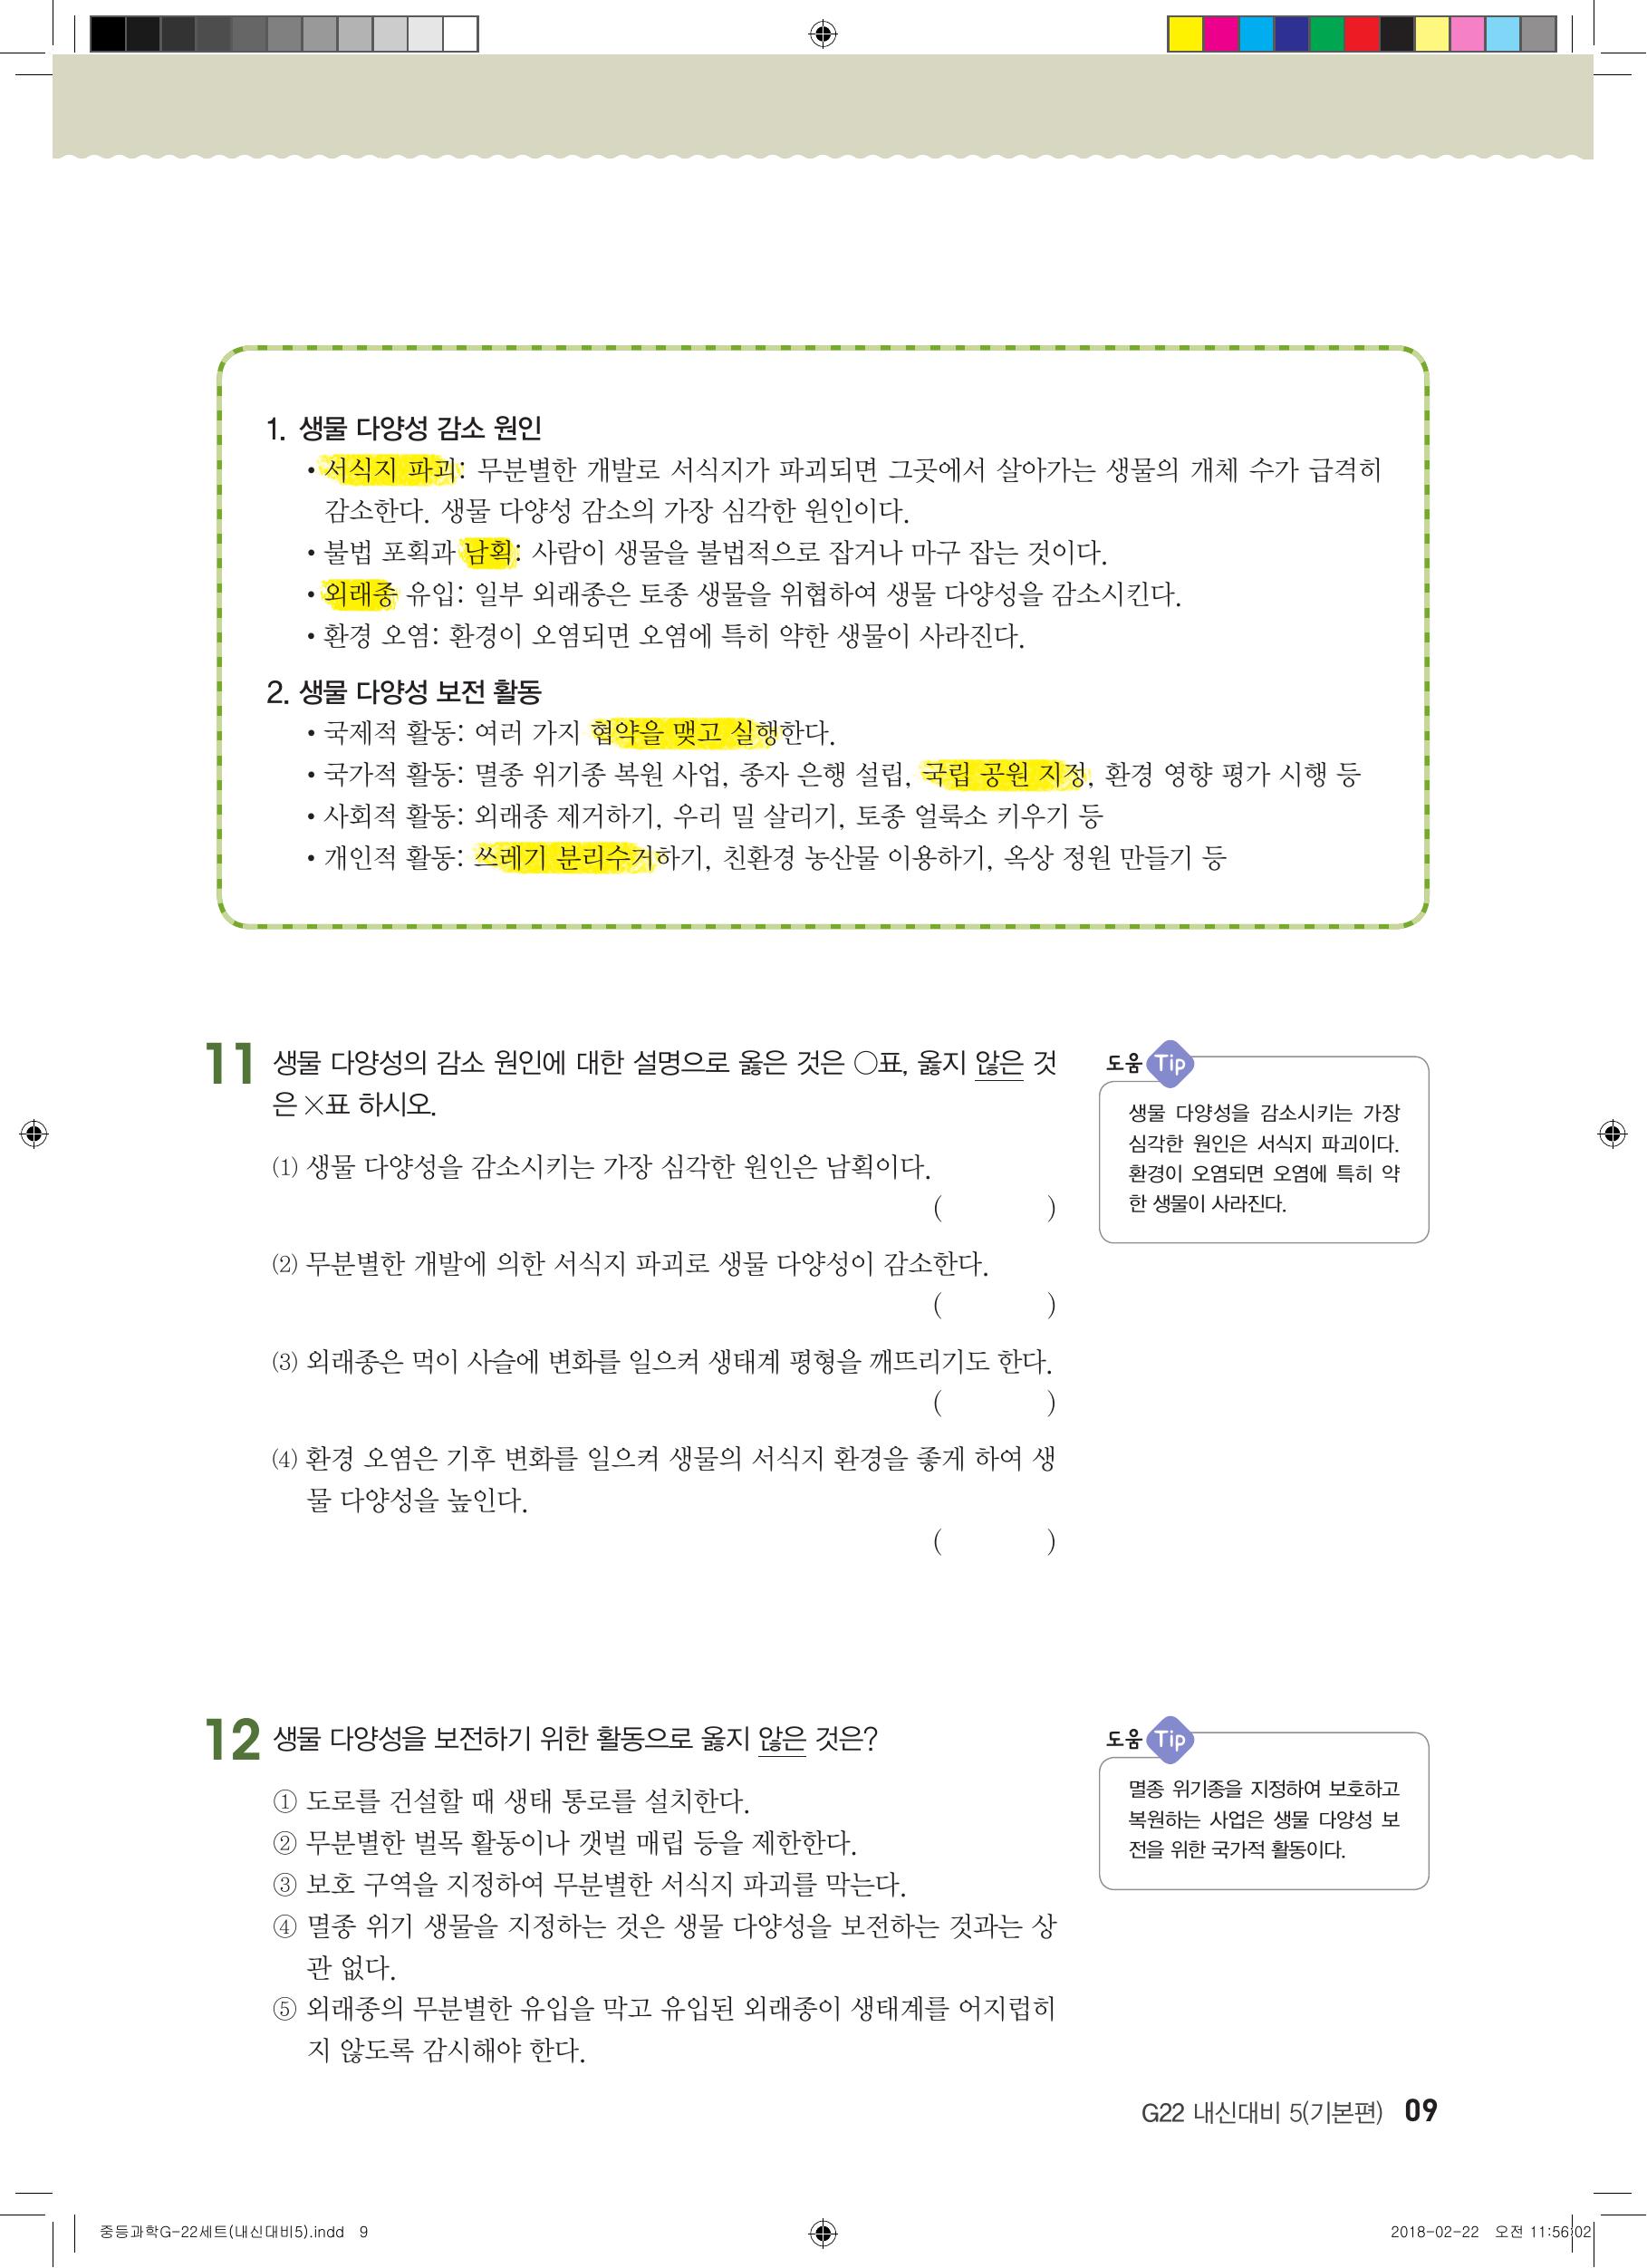 1. 생물 다양성 감소 원인
• 서식지 파괴: 무분별한 개발로 서식지가 파괴되면 그곳에서 살아가는 생물의 개체 수가 급격히
감소한다. 생물 다양성 감소의 가장 심각한 원인이다.
• 불법 포획과 남획: 사람이 생물을 불법적으로 잡거나 마구 잡는 것이다.
• 외래종 유입: 일부 외래종은 토종 생물을 위협하여 생물 다양성을 감소시킨다.
• 환경 오염: 환경이 오염되면 오염에 특히 약한 생물이 사라진다.
2. 생물 다양성 보전 활동
• 국제적 활동: 여러 가지 협약을 맺고 실행한다.
• 국가적 활동: 멸종 위기종 복원 사업, 종자 은행 설립, 국립 공원 지정, 환경 영향 평가 시행 등
• 사회적 활동: 외래종 제거하기, 우리 밀 살리기, 토종 얼룩소 키우기 등
• 개인적 활동: 쓰레기 분리수거하기, 친환경 농산물 이용하기, 옥상 정원 만들기 등
11 생물 다양성의 감소 원인에 대한 설명으로 옳은 것은 ○표, 옳지 않은 것
은 ×표 하시오.
⑴ 생물 다양성을 감소시키는 가장 심각한 원인은 남획이다.
( )
⑵ 무분별한 개발에 의한 서식지 파괴로 생물 다양성이 감소한다.
( )
⑶ 외래종은 먹이 사슬에 변화를 일으켜 생태계 평형을 깨뜨리기도 한다.
( )
⑷ 환경 오염은 기후 변화를 일으켜 생물의 서식지 환경을 좋게 하여 생
물 다양성을 높인다.
( )
도움 Tip
생물 다양성을 감소시키는 가장
심각한 원인은 서식지 파괴이다.
환경이 오염되면 오염에 특히 약
한 생물이 사라진다.
12 생물 다양성을 보전하기 위한 활동으로 옳지 않은 것은?
① 도로를 건설할 때 생태 통로를 설치한다.
② 무분별한 벌목 활동이나 갯벌 매립 등을 제한한다.
③ 보호 구역을 지정하여 무분별한 서식지 파괴를 막는다.
④ 멸종 위기 생물을 지정하는 것은 생물 다양성을 보전하는 것과는 상
관 없다.
⑤ 외래종의 무분별한 유입을 막고 유입된 외래종이 생태계를 어지럽히
지 않도록 감시해야 한다.
도움 Tip
멸종 위기종을 지정하여 보호하고
복원하는 사업은 생물 다양성 보
전을 위한 국가적 활동이다.
G22 내신대비 5(기본편) 09
중등과학G-22세트(내신대비5).indd 9
2018-02-22 오전 11:56:02